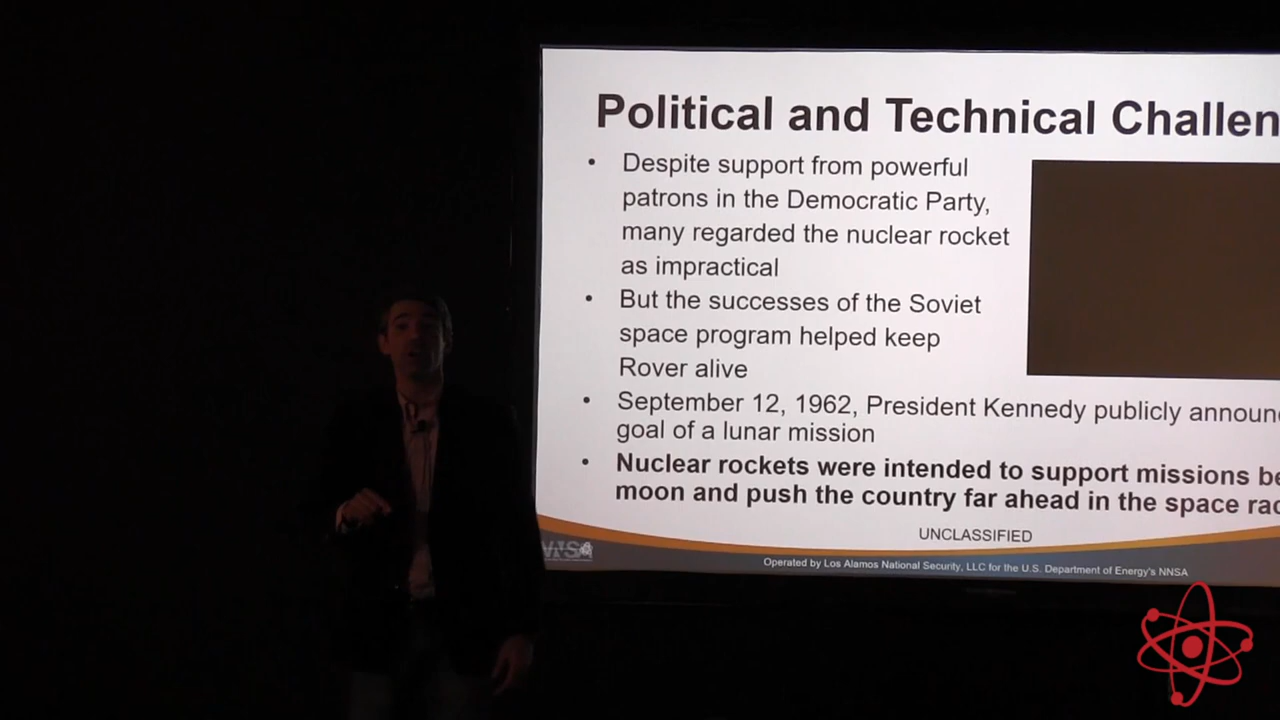 Political and Technical Challen
• Despite support from powerful
patrons in the Democratic Party,
many regarded the nuclear rocket
as impractical
• But the successes of the Soviet
space program helped keep
Rover alive
• September 12, 1962, President Kennedy publicly announ
goal of a lunar mission
• Nuclear rockets were intended to support missions be
moon and push the country far ahead in the space rac
UNCLASSIFIED
Operated by Los Alamos National Security, LLC for the U.S. Department of Energy's NNSA